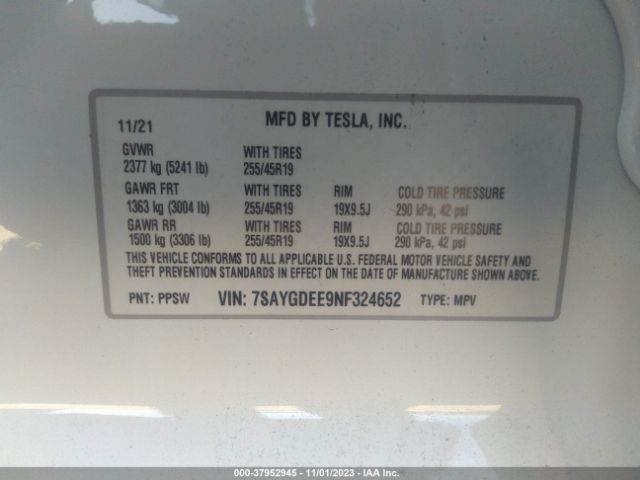 11/21 MFD BY TESLA, INC.
GVWR WITH TIRES
2377 kg (5241 lb) 255/45R19
GAWR FRT WITH TIRES RIM COLD TIRE PRESSURE
1363 kg (3004 lb) 255/45R19 19X9.5J 290 kPa, 42 psi
GAWR RR WITH TIRES RIM COLD TIRE PRESSURE
1500 kg (3306 lb) 255/45R19 19X9.5J 290 kPa, 42 psi
THIS VEHICLE CONFORMS TO ALL APPLICABLE U.S. FEDERAL MOTOR VEHICLE SAFETY AND
THEFT PREVENTION STANDARDS IN EFFECT ON THE DATE OF MANUFACTURE SHOWN ABOVE.
PNT: PPSW VIN: 7SAYGDEE9NF324652 TYPE: MPV
000-37952945 - 11/01/2023 - IAA Inc.